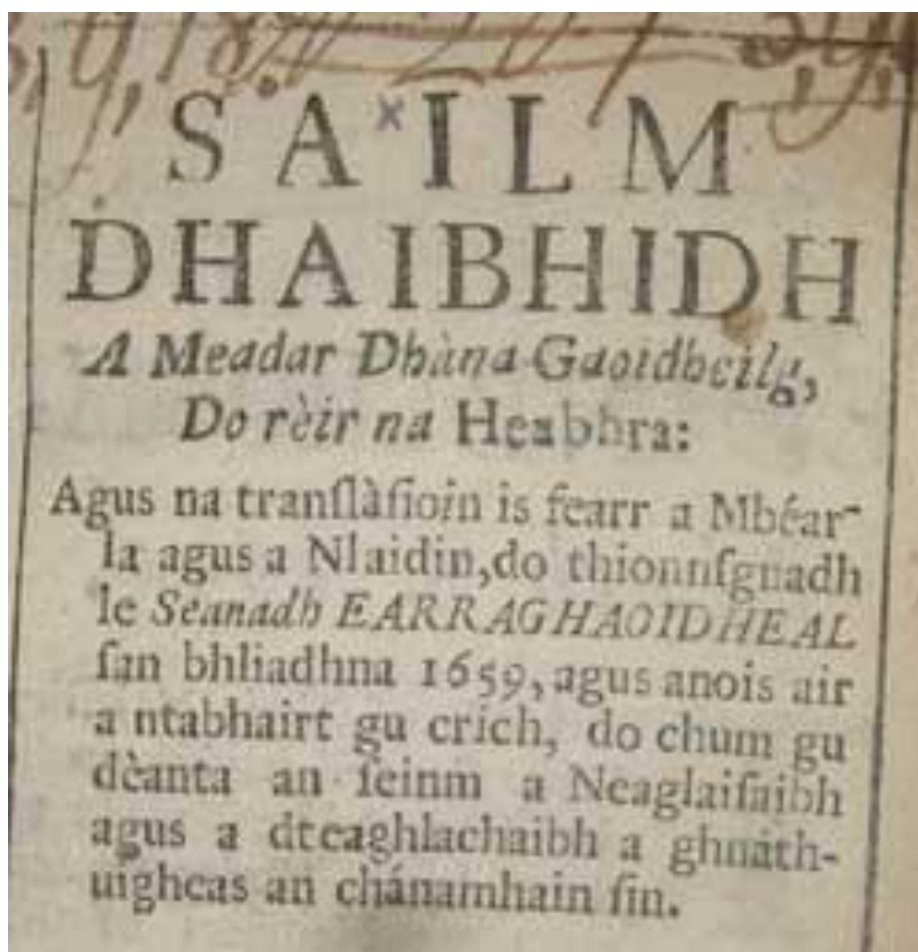 SAILM
DHAIBHIDH
A Meadar Dhàna Gaoidheilg,
Do rèir na Heabhra:
Agus na tranſlàſioin is fearr a Mbéar-
la agus a Nlaidin, do thionnſgnadh
le Seanadh EARRAGHAOIDHEAL
ſan bhliadhna 1659, agus anois air
a ntabhairt gu crich, do chum gu
dèanta an ſeinm a Neaglaiſaibh
agus a dteaghlachaibh a ghnáth-
uigheas an chánamhain ſin.